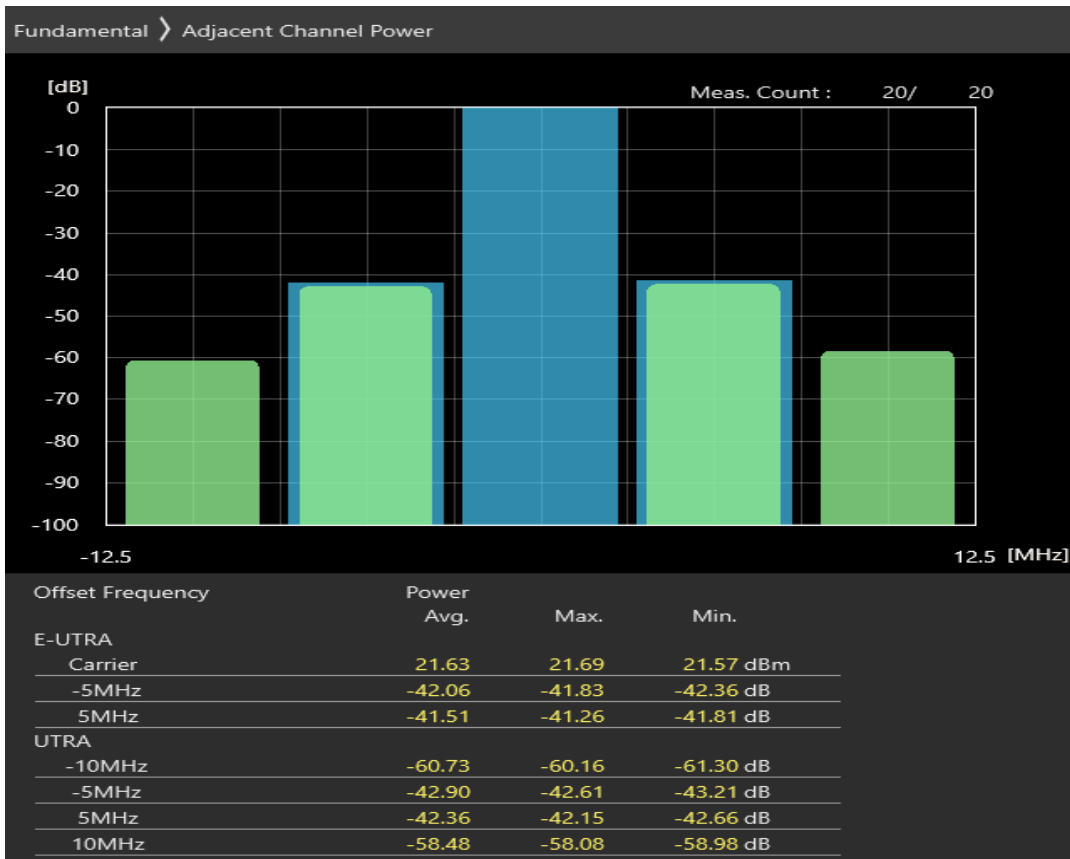 Fundamental 〉 Adjacent Channel Power
[dB]
Meas. Count : 20/ 20
0
-10
-20
-30
-40
-50
-60
-70
-80
-90
-100
-12.5 12.5 [MHz]
Offset Frequency Power
Avg. Max. Min.
E-UTRA
Carrier 21.63 21.69 21.57 dBm
-5MHz -42.06 -41.83 -42.36 dB
5MHz -41.51 -41.26 -41.81 dB
UTRA
-10MHz -60.73 -60.16 -61.30 dB
-5MHz -42.90 -42.61 -43.21 dB
5MHz -42.36 -42.15 -42.66 dB
10MHz -58.48 -58.08 -58.98 dB